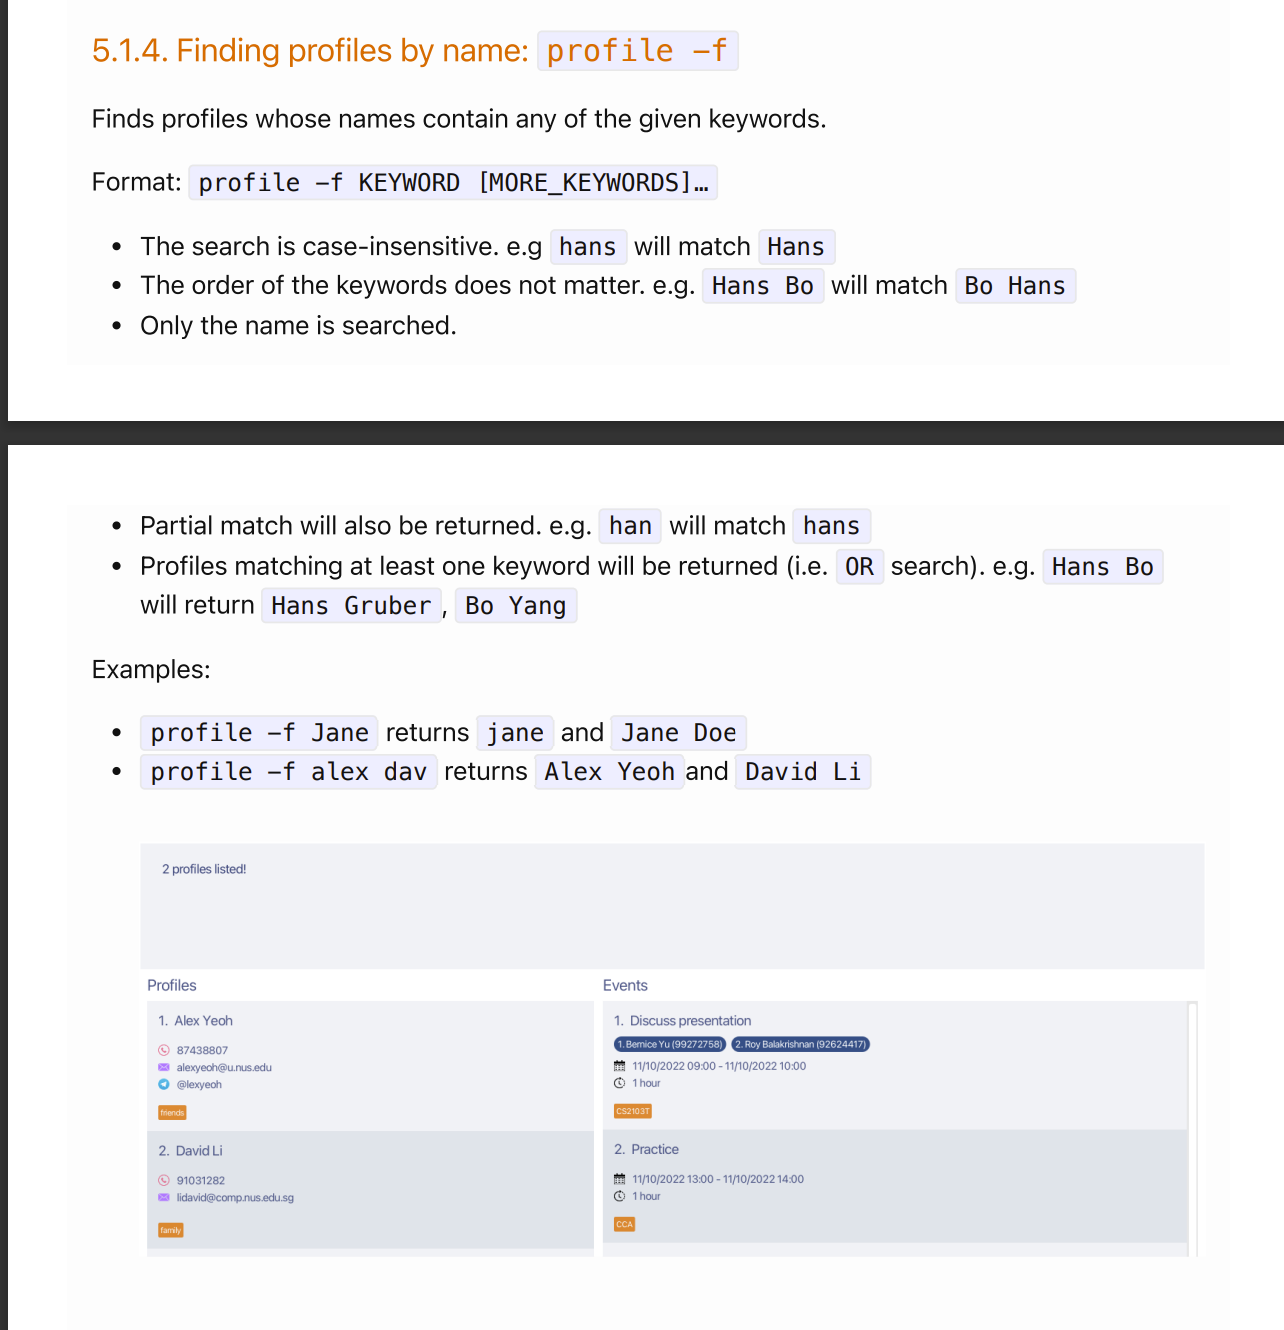 5.1.4. Finding profiles by name: profile -f
Finds profiles whose names contain any of the given keywords.
Format: profile -f KEYWORD [MORE_KEYWORDS]…
• The search is case-insensitive. e.g hans will match Hans
• The order of the keywords does not matter. e.g. Hans Bo will match Bo Hans
• Only the name is searched.
• Partial match will also be returned. e.g. han will match hans
• Profiles matching at least one keyword will be returned (i.e. OR search). e.g. Hans Bo
will return Hans Gruber, Bo Yang
Examples:
• profile -f Jane returns jane and Jane Doe
• profile -f alex dav returns Alex Yeoh and David Li
2 profiles listed!
Profiles
1. Alex Yeoh
87438807
alexyeoh@u.nus.edu
@lexyeoh
friends
2. David Li
91031282
lidavid@comp.nus.edu.sg
family
Events
1. Discuss presentation
1. Bernice Yu (99272758) 2. Roy Balakrishnan (92624417)
11/10/2022 09:00 - 11/10/2022 10:00
1 hour
CS2103T
2. Practice
11/10/2022 13:00 - 11/10/2022 14:00
1 hour
CCA